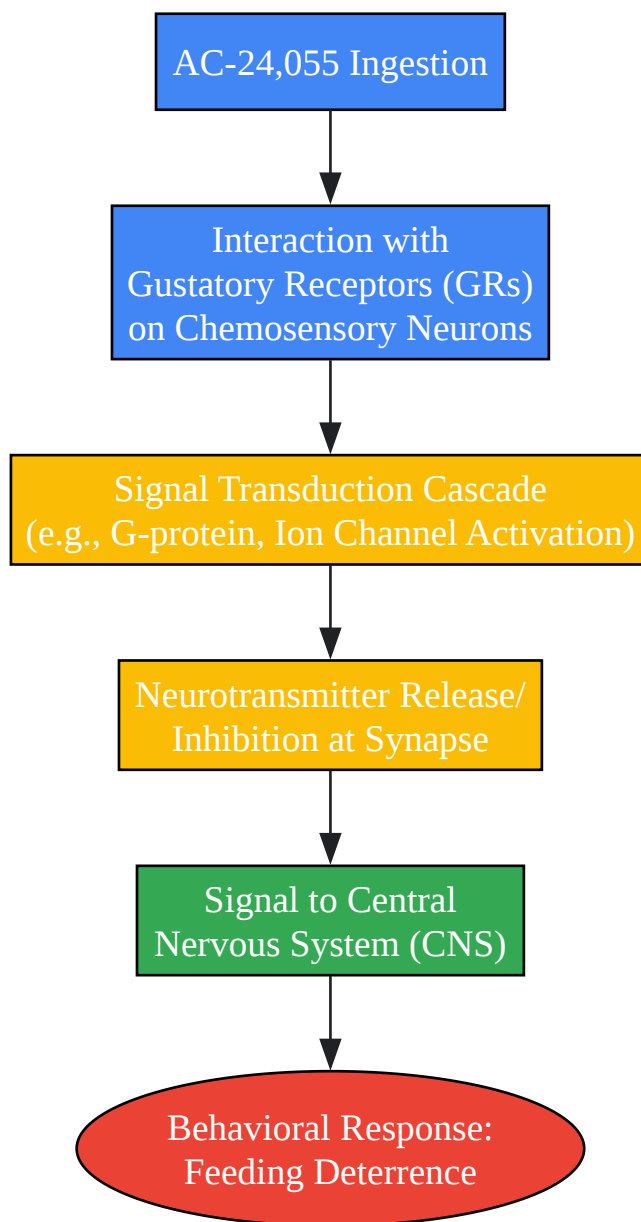 AC-24,055 Ingestion
Interaction with
Gustatory Receptors (GRs)
on Chemosensory Neurons
Signal Transduction Cascade
(e.g., G-protein, Ion Channel Activation)
Neurotransmitter Release/
Inhibition at Synapse
Signal to Central
Nervous System (CNS)
Behavioral Response:
Feeding Deterrence